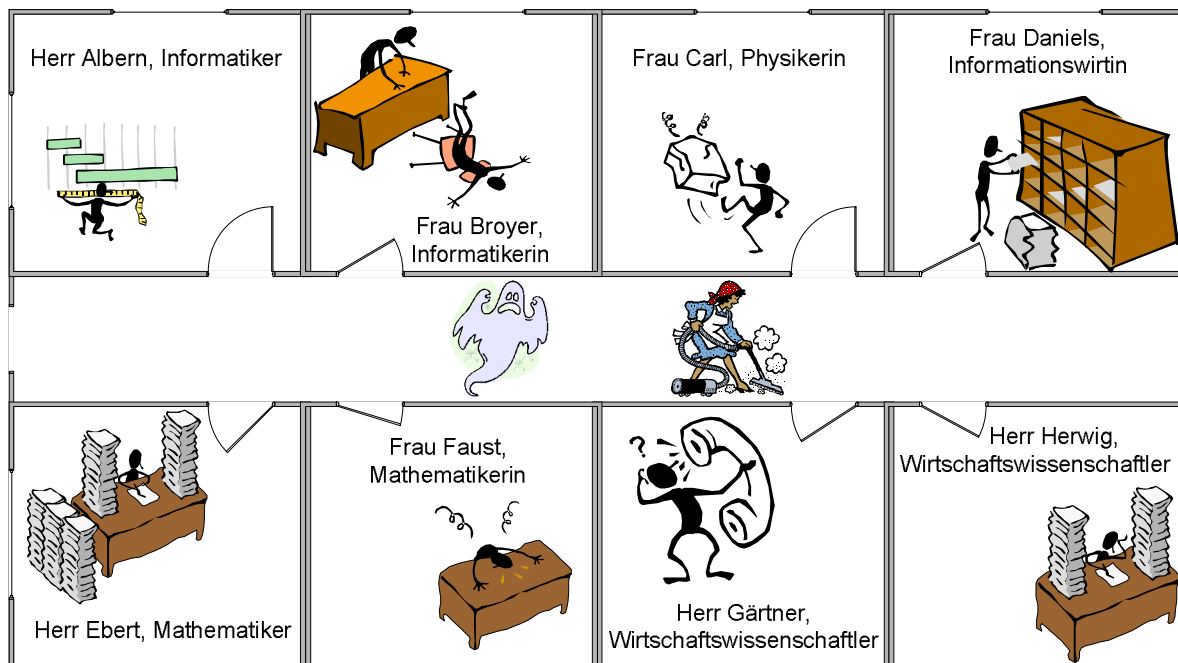 Herr Albern, Informatiker
Frau Broyer,
Informatikerin
Frau Carl, Physikerin
Frau Daniels,
Informationswirtin
?
Herr Ebert, Mathematiker
Frau Faust,
Mathematikerin
Herr Gärtner,
Wirtschaftswissenschaftler
Herr Herwig,
Wirtschaftswissenschaftler